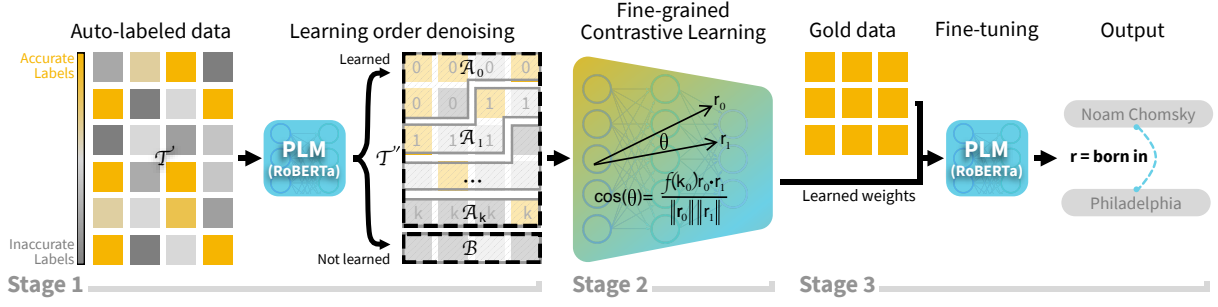 Auto-labeled data
Accurate
Labels
𝒯′
Inaccurate
Labels
Learning order denoising
PLM
(RoBERTa)
Learned
Not learned
𝒯″
0 0 0 0
𝒜₀
0 0 1 1
1 1 1
𝒜₁
...
k k k k
𝒜ₖ
ℬ
Fine-grained
Contrastive Learning
r₀
r₁
θ
cos(θ)= f(k₀)r₀·r₁ / ‖r₀‖ ‖r₁‖
Gold data
Learned weights
Fine-tuning
PLM
(RoBERTa)
Output
Noam Chomsky
r = born in
Philadelphia
Stage 1
Stage 2
Stage 3